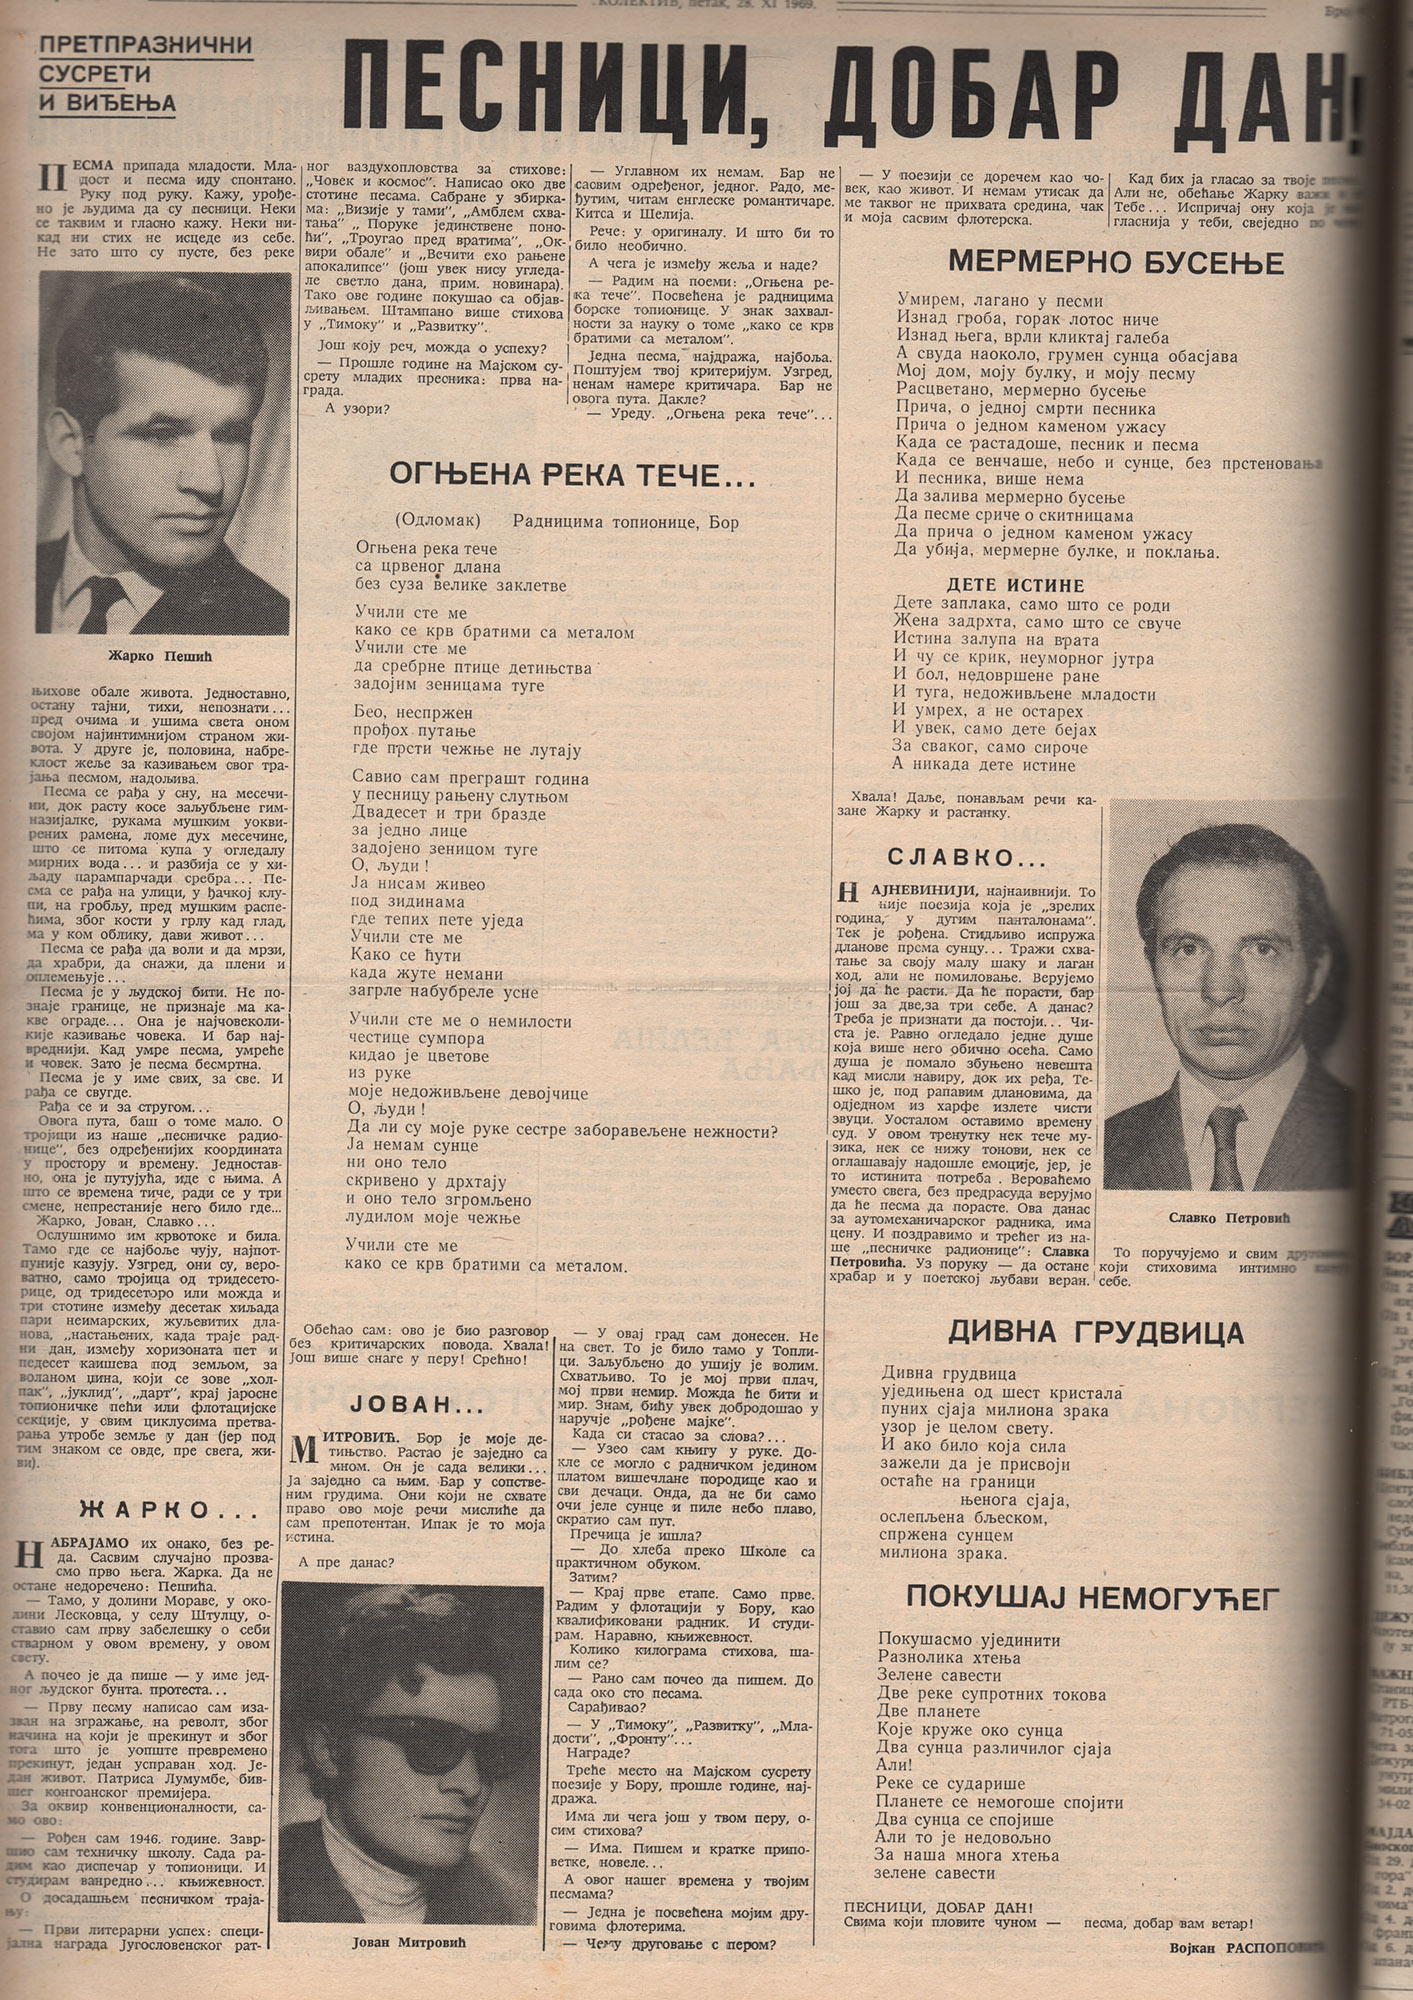 „КОЛЕКТИВ, петак, 28. XI 1969.
ПРЕТПРАЗНИЧНИ
СУСРЕТИ
И ВИЂЕЊА
ПЕСНИЦИ, ДОБАР ДАН!
ПЕСМА припада младости. Мла-
дост и песма иду спонтано.
Руку под руку. Кажу, урође-
но је људима да су песници. Неки
се таквим и гласно кажу. Неки ни-
кад ни стих не исцеде из себе.
Не зато што су пусте, без реке
Жарко Пешић
њихове обале живота. Једноставно,
остану тајни, тихи, непознати...
пред очима и ушима света оном
својом најинтимнијом страном жи-
вота. У друге је, половина, набре-
клост жеље за казивањем свог тра-
јања песмом, надолива.
Песма се рађа у сну, на месечи-
ни, док расту косе заљубљене гим-
назијалке, рукама мушким уокви-
рених рамена, ломе дух месечине,
што се питома купа у огледалу
мирних вода... и разбија се у хи-
љаду парампарчади сребра... Пе-
сма се рађа на улици, у ђачкој клу-
пи, на гробљу, пред мушким распе-
ћима, због кости у грлу кад глад,
ма у ком облику, дави живот...
Песма се рађа да воли и да мрзи,
да храбри, да снажи, да плени и
оплемењује...
Песма је у људској бити. Не по-
знаје границе, не признаје ма ка-
кве ограде... Она је најчовеколи-
кије казивање човека. И бар нај-
вреднији. Кад умре песма, умреће
и човек. Зато је песма бесмртна.
Песма је у име свих, за све. И
рађа се свугде.
Рађа се и за стругом...
Овога пута, баш о томе мало. О
тројици из наше „песничке радио-
нице", без одређенијих координата
у простору и времену. Једностав-
но, она је путујућа, иде с њима. А
што се времена тиче, ради се у три
смене, непрестаније него било где...
Жарко, Јован, Славко...
Ослушнимо им крвотоке и била.
Тамо где се најбоље чују, најпот-
пуније казују. Узгред, они су, веро-
ватно, само тројица од тридесето-
рице, од тридесеторо или можда и
три стотине између десетак хиљада
пари неимарских, жуљевитих дла-
нова, „настањених, када траје рад-
ни дан, између хоризоната пет и
педесет каишева под земљом, за
воланом џина, који се зове „хол-
пак", „јуклид", „дарт", крај јаросне
топионичке пећи или флотацијске
секције, у свим циклусима претва-
рања утробе земље у дан (јер под
тим знаком се овде, пре свега, жи-
ви).
ЖАРКО...
НАБРАЈАМО их онако, без ре-
да. Сасвим случајно прозва-
смо прво њега. Жарка. Да не
остане недоречено: Пешића.
— Тамо, у долини Мораве, у око-
лини Лесковца, у селу Штулцу, о-
ставио сам прву забелешку о себи
стварном у овом времену, у овом
свету.
А почео је да пише — у име јед-
ног људског бунта. протеста...
— Прву песму написао сам иза-
зван на згражање, на револт, због
начина на који је прекинут и због
тога што је уопште превремено
прекинут, један усправан ход. Је-
дан живот. Патриса Лумумбе, бив-
шег конгоанског премијера.
За оквир конвенционалности, са-
мо ово:
— Рођен сам 1946. године. Завр-
шио сам техничку школу. Сада ра-
дим као диспечар у топионици. И
студирам ванредно... књижевност.
О досадашњем песничком траја-
њу:
— Први литерарни успех: специ-
јална награда Југословенског рат-
ног ваздухопловства за стихове:
„Човек и космос". Написао око две
стотине песама. Сабране у збирка-
ма: „Визије у тами", „Амблем схва-
тања" „ Поруке јединствене поно-
ћи", „Троугао пред вратима", „Ок-
вири обале" и „Вечити ехо рањене
апокалипсе" (још увек нису угледа-
ле светло дана, прим. новинара).
Тако ове године покушао са објав-
љивањем. Штампано више стихова
у „Тимоку" и „Развитку".
Још коју реч, можда о успеху?
— Прошле године на Мајском су-
срету младих пресника: прва на-
града.
А узори?
— Углавном их немам. Бар не
сасвим одређеног, једног. Радо, ме-
ђутим, читам енглеске романтичаре.
Китса и Шелија.
Рече: у оригиналу. И што би то
било необично.
А чега је између жеља и наде?
— Радим на поеми: „Огњена ре-
ка тече". Посвећена је радницима
борске топионице. У знак захвал-
ности за науку о томе „како се крв
братими са металом".
Једна песма, најдража, најбоља.
Поштујем твој критеријум. Узгред,
ненам намере критичара. Бар не
овога пута. Дакле?
— Уреду. „Огњена река тече"...
ОГЊЕНА РЕКА ТЕЧЕ...
(Одломак) Радницима топионице, Бор
Огњена река тече
са црвеног длана
без суза велике заклетве
Учили сте ме
како се крв братими са металом
Учили сте ме
да сребрне птице детињства
задојим зеницама туге
Бео, неспржен
прођох путање
где прсти чежње не лутају
Савио сам преграшт година
у песницу рањену слутњом
Двадесет и три бразде
за једно лице
задојено зеницом туге
О, људи !
Ја нисам живео
под зидинама
где тепих пете уједа
Учили сте ме
Како се ћути
када жуте немани
загрле набубреле усне
Учили сте ме о немилости
честице сумпора
кидао је цветове
из руке
моје недоживљене девојчице
О, људи !
Да ли су моје руке сестре заборавељене нежности?
Ја немам сунце
ни оно тело
скривено у дрхтају
и оно тело згромљено
лудилом моје чежње
Учили сте ме
како се крв братими са металом.
Обећао сам: ово је био разговор
без критичарских повода. Хвала!
Још више снаге у перу! Срећно!
ЈОВАН...
МИТРОВИЋ. Бор је моје де-
тињство. Растао је заједно са
мном. Он је сада велики...
Ја заједно са њим. Бар у сопстве-
ним грудима. Они који не схвате
право ово моје речи мислиће да
сам препотентан. Ипак је то моја
истина.
А пре данас?
Јован Митровић
— У овај град сам донесен. Не
на свет. То је било тамо у Топли-
ци. Заљубљено до ушију је волим.
Схватљиво. То је мој први плач,
мој први немир. Можда ће бити и
мир. Знам, бићу увек добродошао у
наручје „рођене мајке".
Када си стасао за слова?...
— Узео сам књигу у руке. До-
кле се могло с радничком једином
платом вишечлане породице као и
сви дечаци. Онда, да не би само
очи јеле сунце и пиле небо плаво,
скратио сам пут.
Пречица је ишла?
— До хлеба преко Школе са
практичном обуком.
Затим?
— Крај прве етапе. Само прве.
Радим у флотацији у Бору, као
квалификовани радник. И студи-
рам. Наравно, књижевност.
Колико килограма стихова, ша-
лим се?
— Рано сам почео да пишем. До
сада око сто песама.
Сарађивао?
— У „Тимоку", „Развитку", „Мла-
дости", „Фронту"...
Награде?
Треће место на Мајском сусрету
поезије у Бору, прошле године, нај-
дража.
Има ли чега још у твом перу, о-
сим стихова?
— Има. Пишем и кратке припо-
ветке, новеле...
А овог нашег времена у твојим
песмама?
— Једна је посвећена мојим дру-
говима флотерима.
— Чему друговање с пером?
— У поезији се доречем као чо-
век, као живот. И немам утисак да
ме таквог не прихвата средина, чак
и моја сасвим флотерска.
Кад бих ја гласао за твоје
Али не, обећање Жарку важи и
Тебе... Испричај ону која је
гласнија у теби, свеједно по
МЕРМЕРНО БУСЕЊЕ
Умирем, лагано у песми
Изнад гроба, горак лотос ниче
Изнад њега, врли кликтај галеба
А свуда наоколо, грумен сунца обасјава
Мој дом, моју булку, и моју песму
Расцветано, мермерно бусење
Прича, о једној смрти песника
Прича о једном каменом ужасу
Када се растадоше, песник и песма
Када се венчаше, небо и сунце, без прстеновања
И песника, више нема
Да залива мермерно бусење
Да песме сриче о скитницама
Да прича о једном каменом ужасу
Да убија, мермерне булке, и поклања.
ДЕТЕ ИСТИНЕ
Дете заплака, само што се роди
Жена задрхта, само што се свуче
Истина залупа на врата
И чу се крик, неуморног јутра
И бол, недовршене ране
И туга, недоживљене младости
И умрех, а не остарех
И увек, само дете бејах
За сваког, само сироче
А никада дете истине
Хвала! Даље, понављам речи ка-
зане Жарку и растанку.
СЛАВКО...
НАЈНЕВИНИЈИ, најнаивнији. То
није поезија која је „зрелих
година, у дугим панталонама".
Тек је рођена. Стидљиво испружа
дланове према сунцу... Тражи схва-
тање за своју малу шаку и лаган
ход, али не помиловање. Верујемо
јој да ће расти. Да ће порасти, бар
још за две,за три себе. А данас?
Треба је признати да постоји... Чи-
ста је. Равно огледало једне душе
која више него обично осећа. Само
душа је помало збуњено невешта
кад мисли навиру, док их ређа, Те-
шко је, под рапавим длановима, да
одједном из харфе излете чисти
звуци. Уосталом оставимо времену
суд. У овом тренутку нек тече му-
зика, нек се нижу тонови, нек се
оглашавају надошле емоције, јер, је
то истинита потреба . Вероваћемо
уместо свега, без предрасуда верујмо
да ће песма да порасте. Ова данас
за аутомеханичарског радника, има
цену. И поздравимо и трећег из на-
ше „песничке радионице": Славка
Петровића. Уз поруку — да остане
храбар и у поетској љубави веран.
Славко Петровић
То поручујемо и свим
који стиховима интимно
себе.
ДИВНА ГРУДВИЦА
Дивна грудвица
уједињена од шест кристала
пуних сјаја милиона зрака
узор је целом свету.
И ако било која сила
зажели да је присвоји
остаће на граници
њенога сјаја,
ослепљена бљеском,
спржена сунцем
милиона зрака.
ПОКУШАЈ НЕМОГУЋЕГ
Покушасмо ујединити
Разнолика хтења
Зелене савести
Две реке супротних токова
Две планете
Које круже око сунца
Два сунца различилог сјаја
Али!
Реке се сударише
Планете се немогоше спојити
Два сунца се спојише
Али то је недовољно
За наша многа хтења
зелене савести
ПЕСНИЦИ, ДОБАР ДАН!
Свима који пловите чуном — песма, добар вам ветар!
Војкан РАСПОПОВИЋ